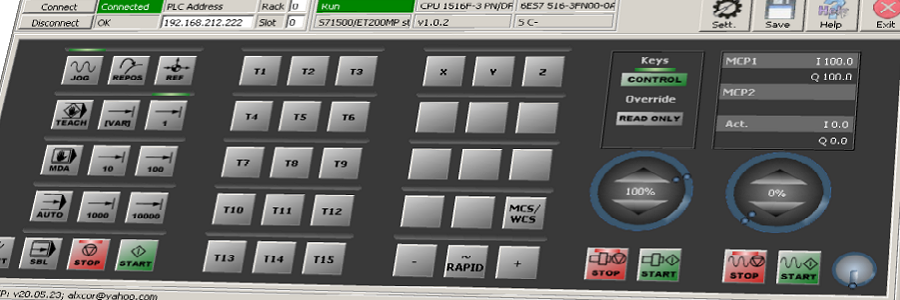 Connect Connected PLC Address Rack 0 Run CPU 1516F-3 PN/DP 6ES7 516-3FN00-0A
Disconnect OK 192.168.212.222 Slot 0 S71500/ET200MP st v1.0.2 S C-
Sett. Save Help Exit
JOG REPOS REF T1 T2 T3 X Y Z
TEACH [VAR] 1 T4 T5 T6
MDA 10 100 T7 T8 T9
AUTO 1000 10000 T10 T11 T12 MCS/
WCS
SBL STOP START T13 T14 T15 - ~
RAPID +
Keys
CONTROL
Override
READ ONLY
MCP1 I 100.0
Q 100.0
MCP2
Act. I 0.0
Q 0.0
100% 0%
STOP START STOP START
v20.05.23; alxcor@yahoo.com